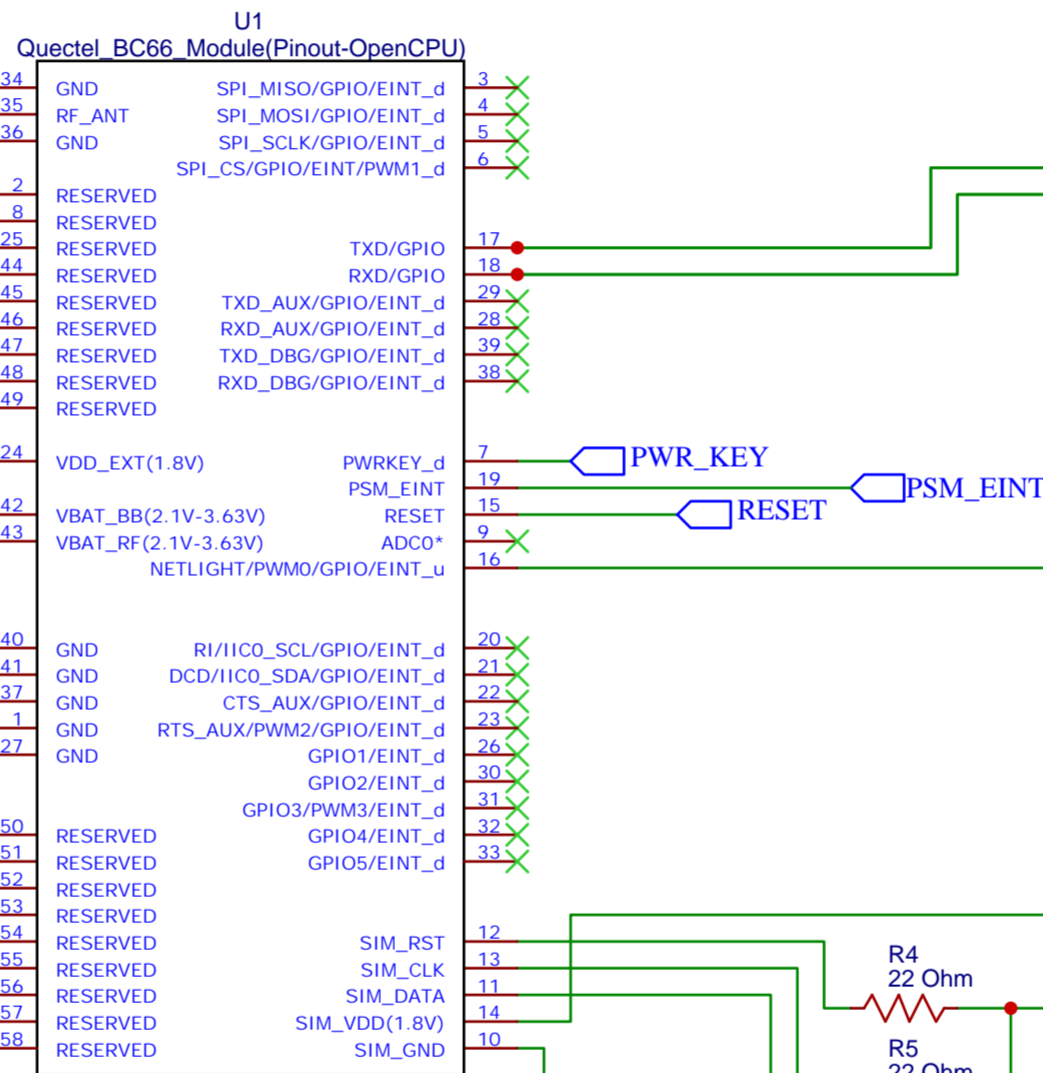 U1
Quectel_BC66_Module(Pinout-OpenCPU)
34 GND SPI_MISO/GPIO/EINT_d 3
35 RF_ANT SPI_MOSI/GPIO/EINT_d 4
36 GND SPI_SCLK/GPIO/EINT_d 5
SPI_CS/GPIO/EINT/PWM1_d 6
2 RESERVED
8 RESERVED
25 RESERVED TXD/GPIO 17
44 RESERVED RXD/GPIO 18
45 RESERVED TXD_AUX/GPIO/EINT_d 29
46 RESERVED RXD_AUX/GPIO/EINT_d 28
47 RESERVED TXD_DBG/GPIO/EINT_d 39
48 RESERVED RXD_DBG/GPIO/EINT_d 38
49 RESERVED
24 VDD_EXT(1.8V) PWRKEY_d 7 PWR_KEY
PSM_EINT 19 PSM_EINT
42 VBAT_BB(2.1V-3.63V) RESET 15 RESET
43 VBAT_RF(2.1V-3.63V) ADC0* 9
NETLIGHT/PWM0/GPIO/EINT_u 16
40 GND RI/IIC0_SCL/GPIO/EINT_d 20
41 GND DCD/IIC0_SDA/GPIO/EINT_d 21
37 GND CTS_AUX/GPIO/EINT_d 22
1 GND RTS_AUX/PWM2/GPIO/EINT_d 23
27 GND GPIO1/EINT_d 26
GPIO2/EINT_d 30
GPIO3/PWM3/EINT_d 31
50 RESERVED GPIO4/EINT_d 32
51 RESERVED GPIO5/EINT_d 33
52 RESERVED
53 RESERVED
54 RESERVED SIM_RST 12
55 RESERVED SIM_CLK 13
56 RESERVED SIM_DATA 11
57 RESERVED SIM_VDD(1.8V) 14
58 RESERVED SIM_GND 10
R4
22 Ohm
R5
22 Ohm